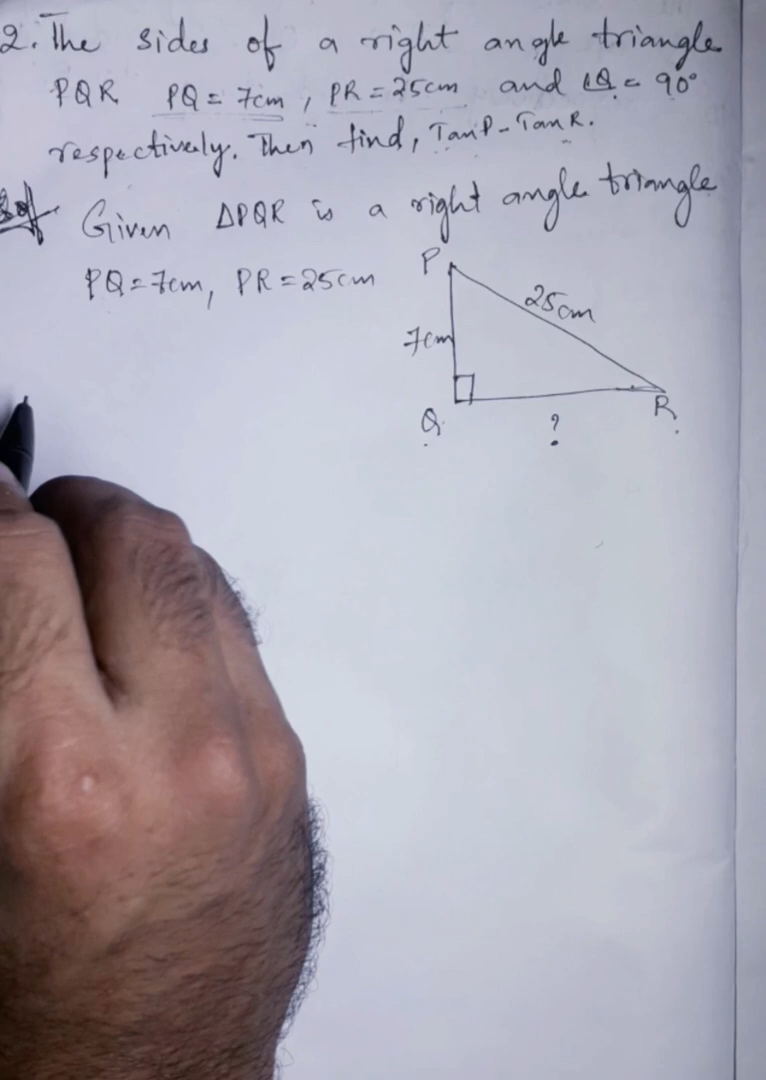 2. The sides of a right angle triangle
PQR PQ = 7cm, PR = 25cm and ∠Q = 90°
respectively. Then find, TanP - TanR.
Sol Given ΔPQR is a right angle triangle
PQ = 7cm, PR = 25cm
P
25cm
7cm
Q
?
R